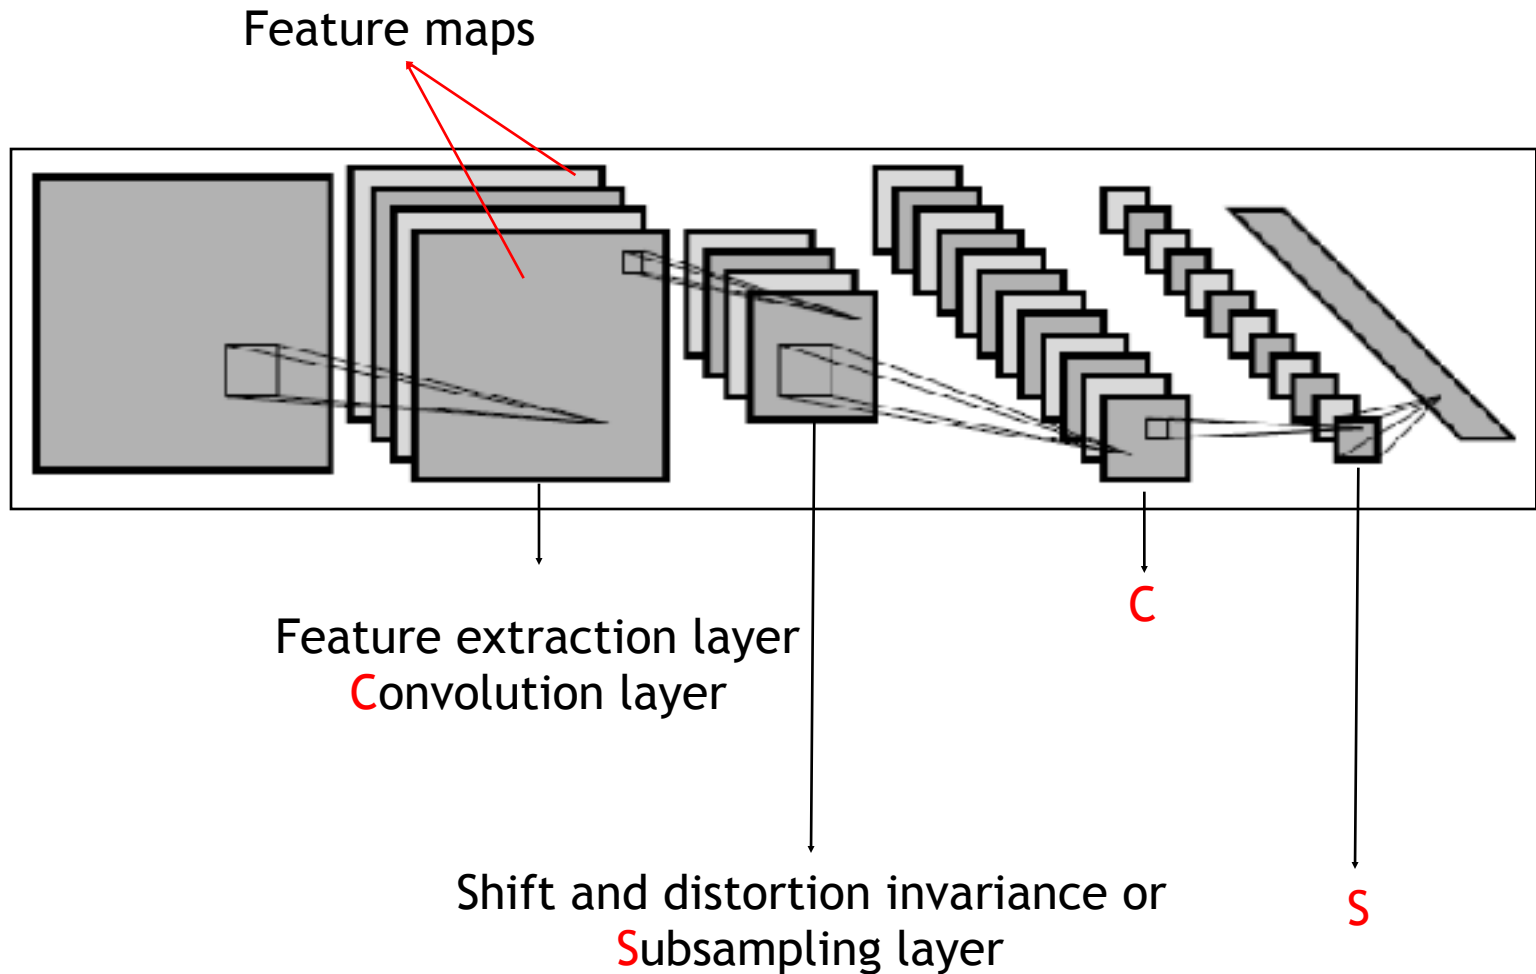 Feature maps
C
Feature extraction layer
Convolution layer
Shift and distortion invariance or
Subsampling layer
S